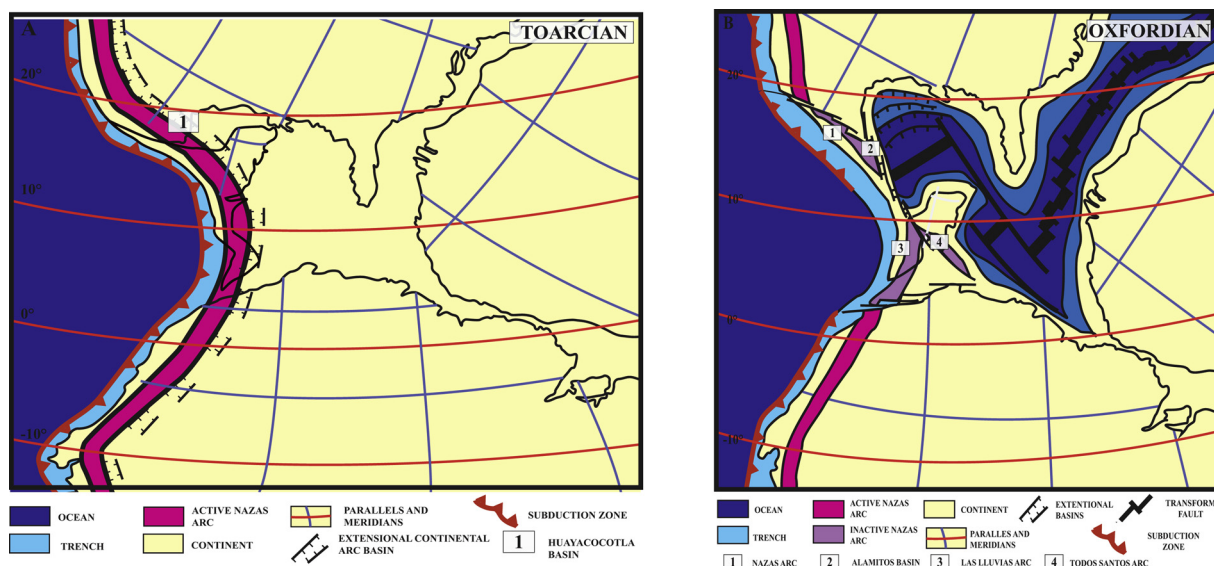 A
TOARCIAN
20°
1
10°
0°
-10°
OCEAN
ACTIVE NAZAS
ARC
PARALLELS AND
MERIDIANS
SUBDUCTION ZONE
TRENCH
CONTINENT
EXTENSIONAL CONTINENTAL
ARC BASIN
1
HUAYACOCOTLA
BASIN
B
OXFORDIAN
20°
1
2
10°
3
4
0°
-10°
OCEAN
ACTIVE NAZAS
ARC
CONTINENT
EXTENTIONAL
BASINS
TRANSFORM
FAULT
TRENCH
INACTIVE NAZAS
ARC
PARALLES AND
MERIDIANS
SUBDUCTION
ZONE
1 NAZAS ARC
2 ALAMITOS BASIN
3 LAS LLUVIAS ARC
4 TODOS SANTOS ARC